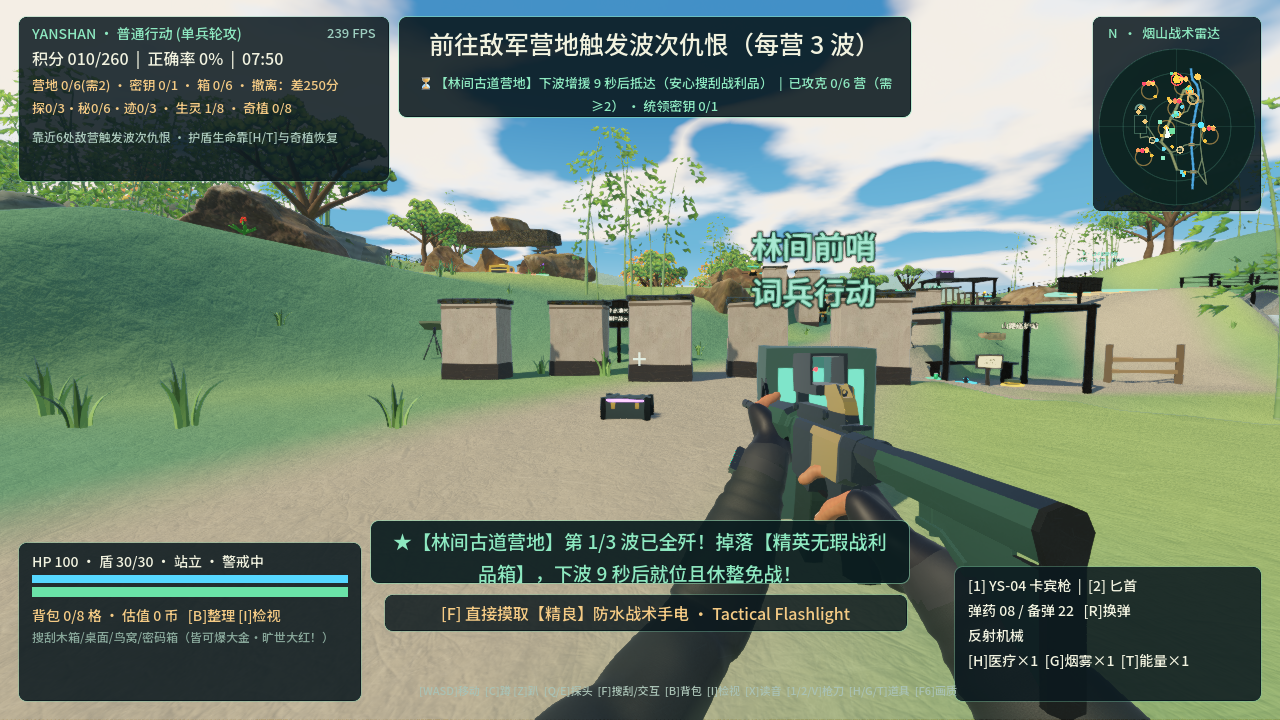 YANSHAN · 普通行动 (单兵轮攻)
239 FPS
积分 010/260 | 正确率 0% | 07:50
营地 0/6(需2) · 密钥 0/1 · 箱 0/6 · 撤离：差250分
探0/3 · 秘0/6 · 迹0/3 · 生灵 1/8 · 奇植 0/8
靠近6处敌营触发波次仇恨 · 护盾生命靠[H/T]与奇植恢复
前往敌军营地触发波次仇恨（每营 3 波）
⏳【林间古道营地】下波增援 9 秒后抵达（安心搜刮战利品） | 已攻克 0/6 营（需
≥2） · 统领密钥 0/1
N · 烟山战术雷达
林间前哨
词兵行动
★【林间古道营地】第 1/3 波已全歼！掉落【精英无瑕战利
品箱】，下波 9 秒后就位且休整免战！
[F] 直接摸取【精良】防水战术手电 · Tactical Flashlight
HP 100 · 盾 30/30 · 站立 · 警戒中
背包 0/8 格 · 估值 0 币 [B]整理 [I]检视
搜刮木箱/桌面/鸟窝/密码箱（皆可爆大金·旷世大红！）
[1] YS-04 卡宾枪 | [2] 匕首
弹药 08 / 备弹 22 [R]换弹
反射机械
[H]医疗×1 [G]烟雾×1 [T]能量×1
探头 [F]搜刮/交互 [B]背包 [I]检视